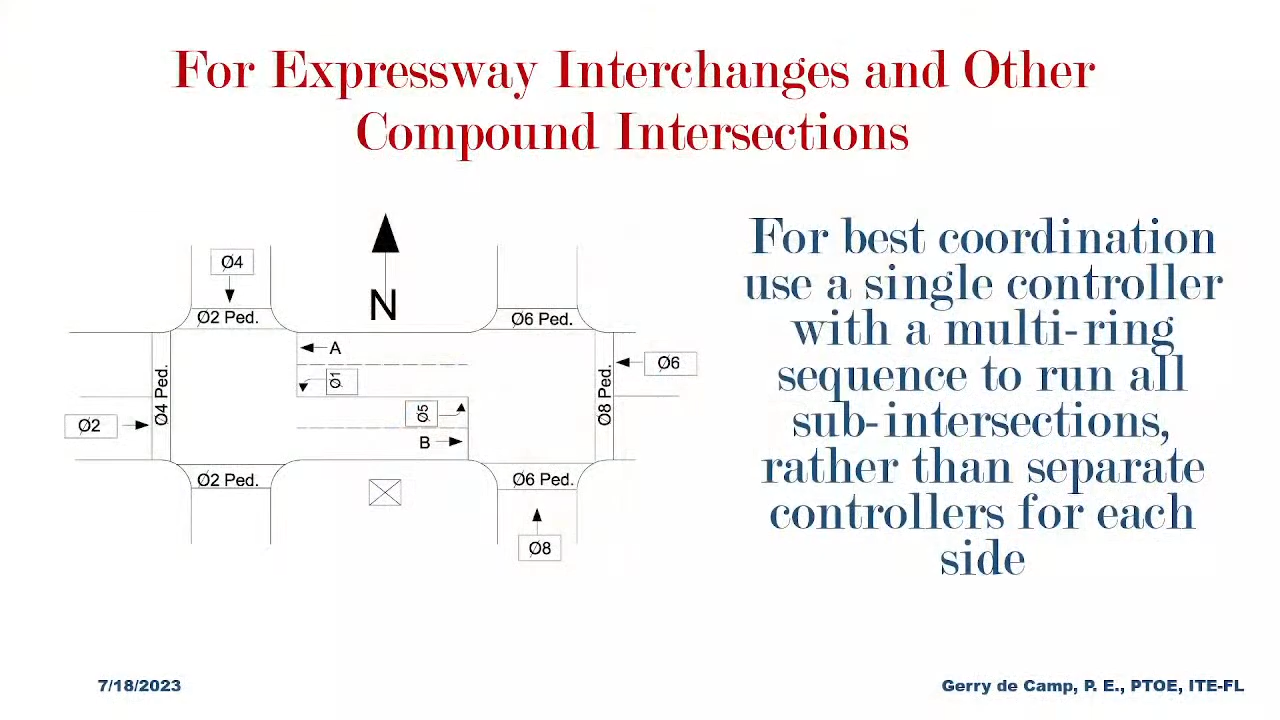 For Expressway Interchanges and Other
Compound Intersections
Ø4
N
Ø2 Ped.
Ø6 Ped.
A
Ø1
Ø6
Ø4 Ped.
Ø8 Ped.
Ø5
Ø2
B
Ø2 Ped.
Ø6 Ped.
Ø8
For best coordination
use a single controller
with a multi-ring
sequence to run all
sub-intersections,
rather than separate
controllers for each
side
7/18/2023
Gerry de Camp, P. E., PTOE, ITE-FL